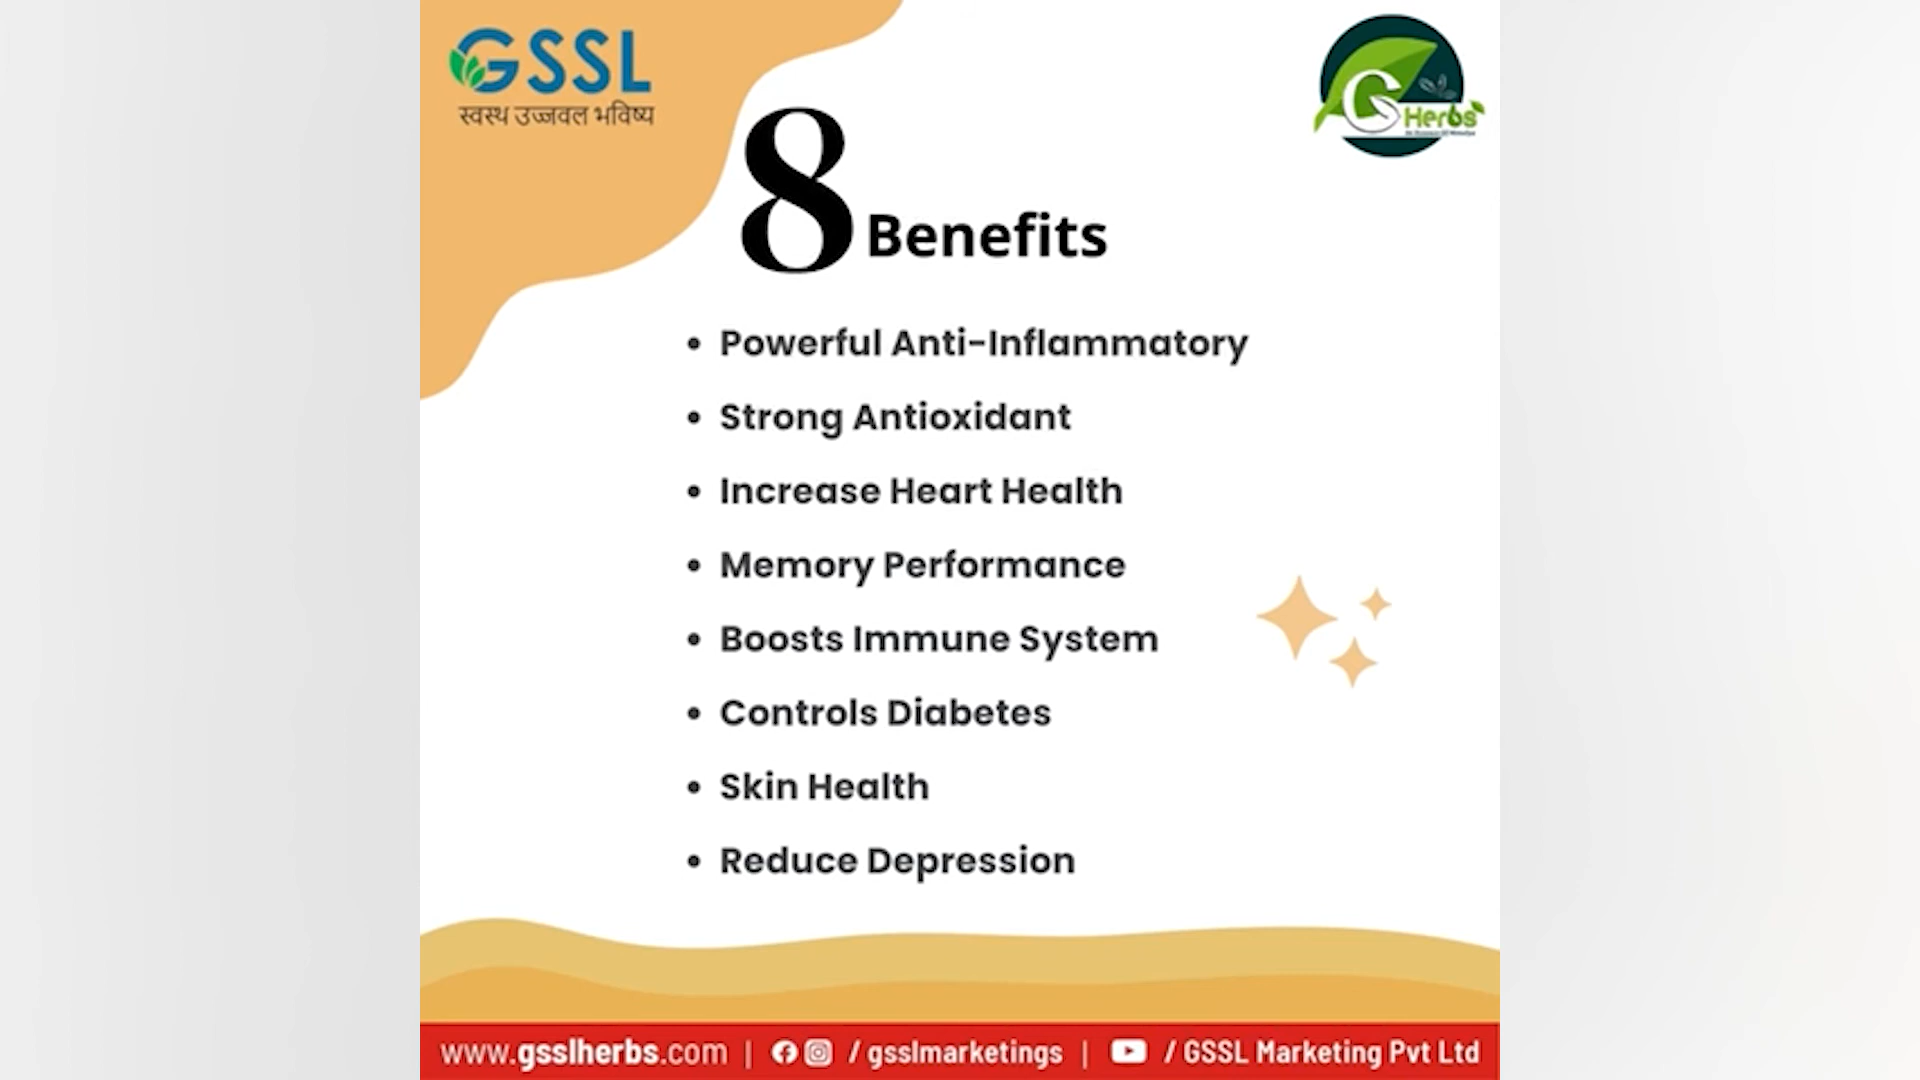 GSSL
स्वस्थ उज्जवल भविष्य
G Herbs
8 Benefits
• Powerful Anti-Inflammatory
• Strong Antioxidant
• Increase Heart Health
• Memory Performance
• Boosts Immune System
• Controls Diabetes
• Skin Health
• Reduce Depression
www.gsslherbs.com | / gsslmarketings | / GSSL Marketing Pvt Ltd